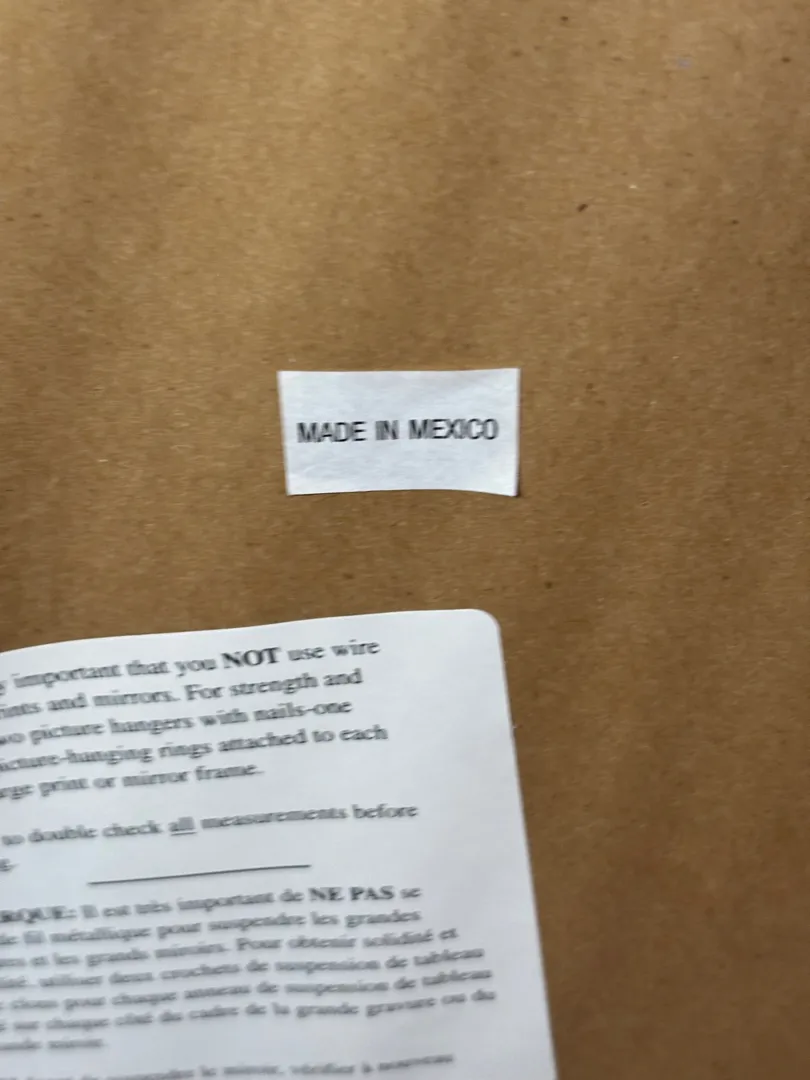 MADE IN MEXICO
important that you NOT use wire
and mirrors. For strength and
picture hangers with nails-one
picture-hanging rings attached to each
print or mirror frame.
to double check all measurements before
Il est très important de NE PAS se
fil métallique pour suspendre les grandes
et les grands miroirs. Pour obtenir solidité et
utiliser deux crochets de suspension de tableau
clous pour chaque anneau de suspension de tableau
sur chaque côté du cadre de la grande gravure ou du
miroir.
le miroir, vérifier à nouveau